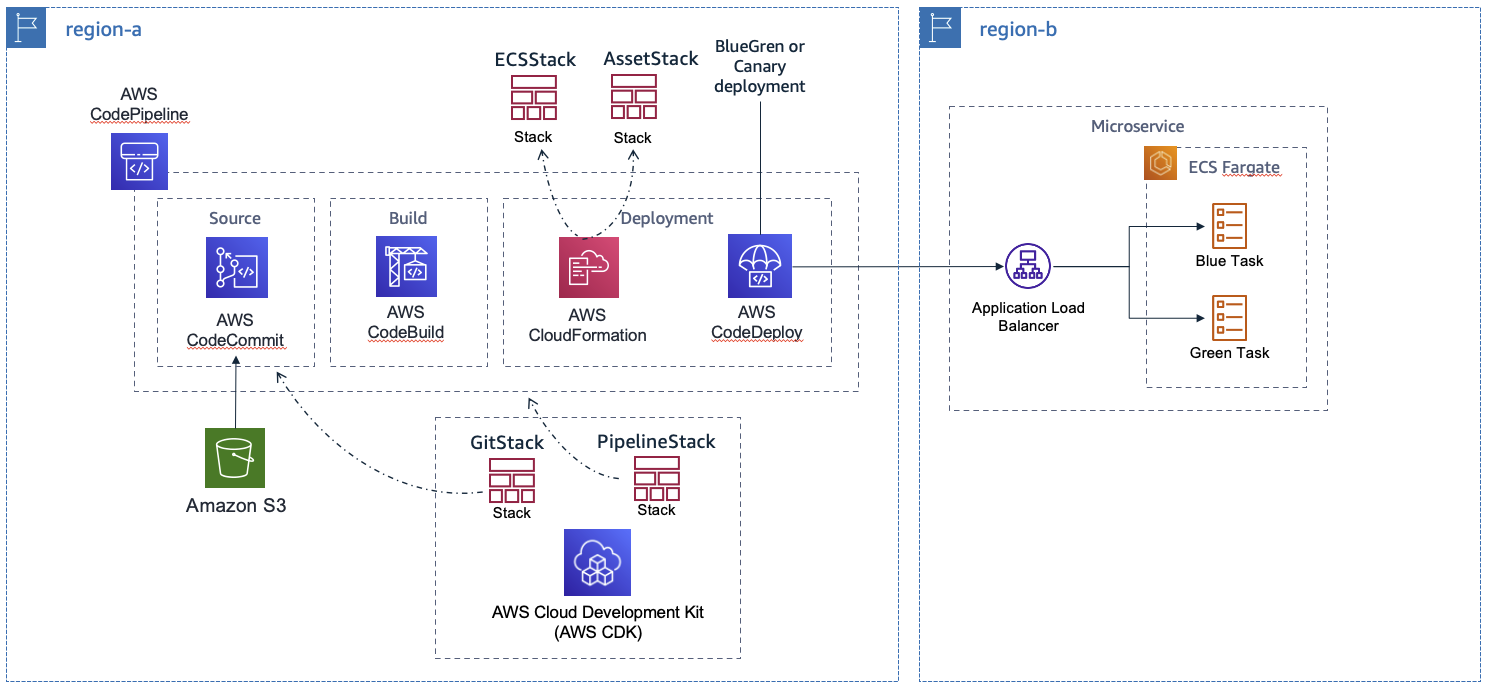 region-a
AWS
CodePipeline
ECSStack
Stack
AssetStack
Stack
BlueGren or
Canary
deployment
Source
AWS
CodeCommit
Build
AWS
CodeBuild
Deployment
AWS
CloudFormation
AWS
CodeDeploy
Amazon S3
GitStack
Stack
PipelineStack
Stack
AWS Cloud Development Kit
(AWS CDK)
region-b
Microservice
ECS Fargate
Application Load
Balancer
Blue Task
Green Task